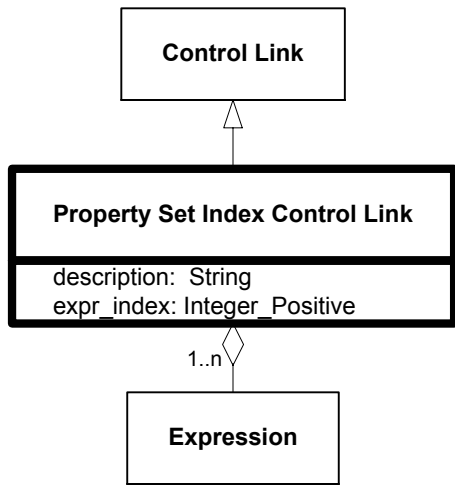 Control Link
Property Set Index Control Link
description: String
expr_index: Integer_Positive
1..n
Expression